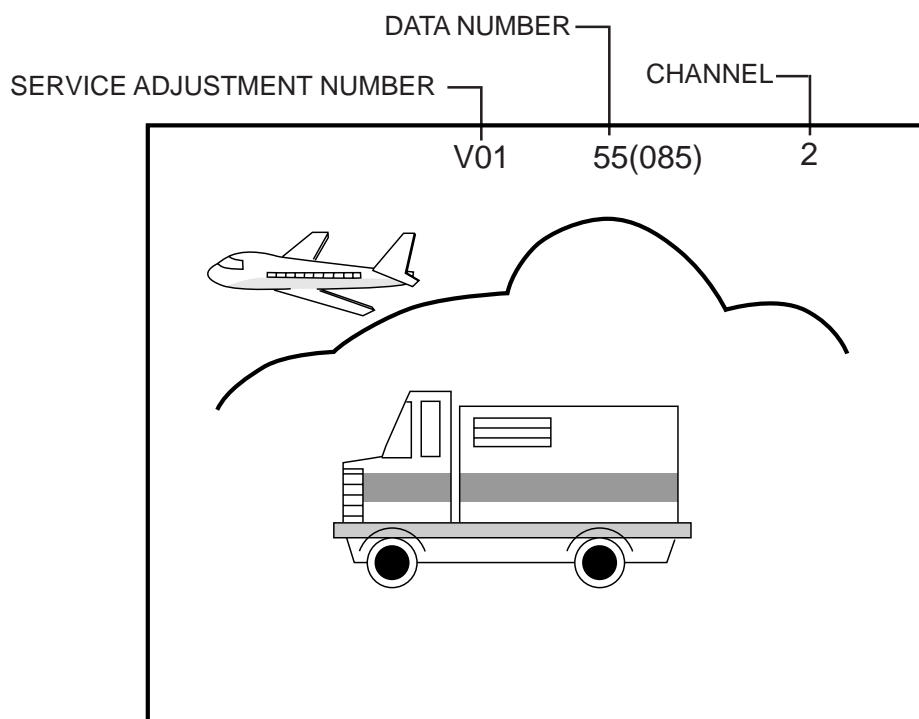 DATA NUMBER
CHANNEL
SERVICE ADJUSTMENT NUMBER
V01 55(085) 2